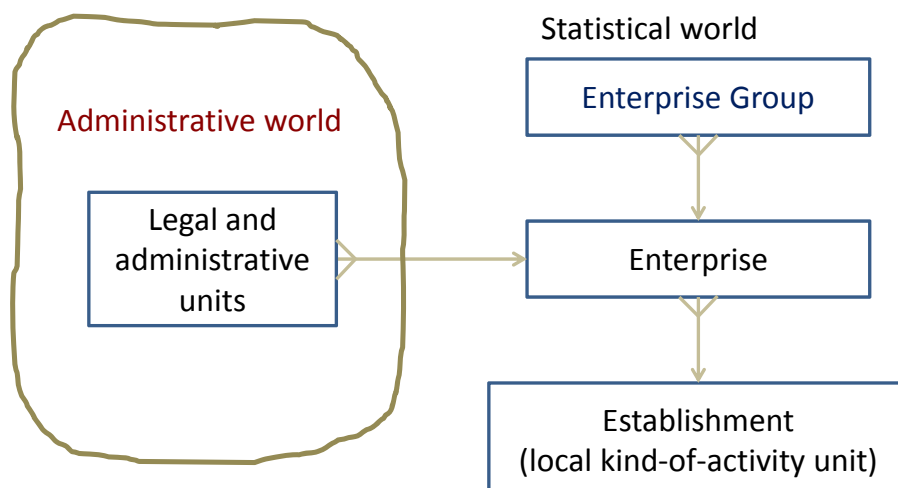 Statistical world
Enterprise Group
Administrative world
Legal and
administrative
units
Enterprise
Establishment
(local kind-of-activity unit)